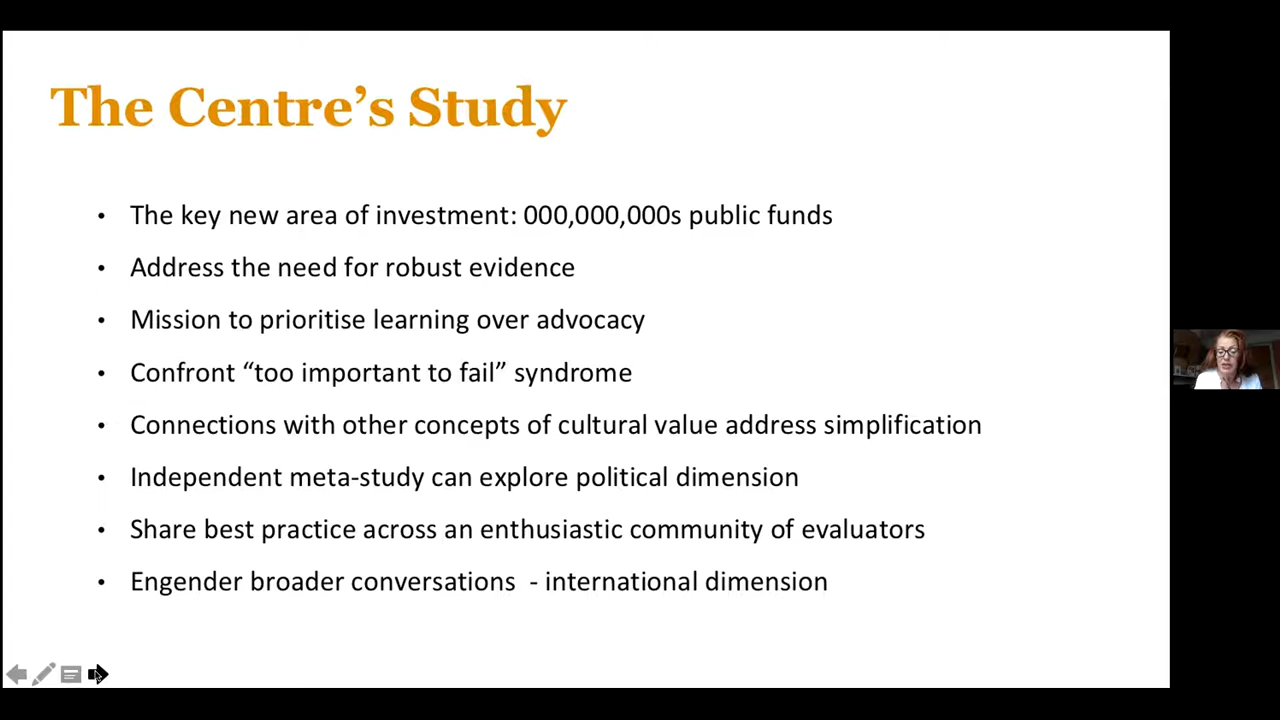 The Centre’s Study
• The key new area of investment: 000,000,000s public funds
• Address the need for robust evidence
• Mission to prioritise learning over advocacy
• Confront “too important to fail” syndrome
• Connections with other concepts of cultural value address simplification
• Independent meta-study can explore political dimension
• Share best practice across an enthusiastic community of evaluators
• Engender broader conversations - international dimension